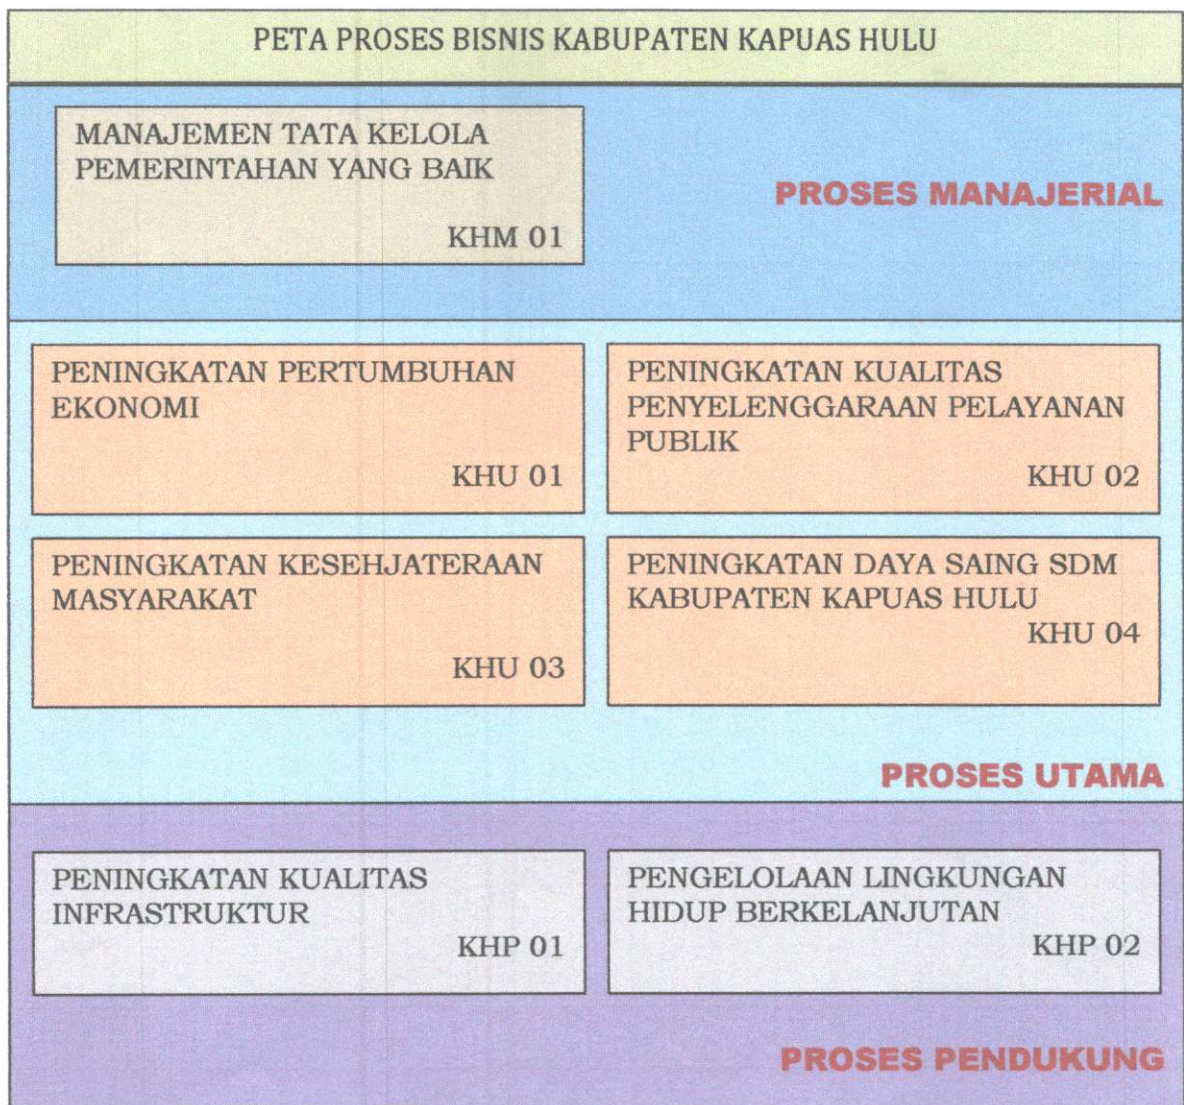 PETA PROSES BISNIS KABUPATEN KAPUAS HULU
MANAJEMEN TATA KELOLA
PEMERINTAHAN YANG BAIK
KHM 01
PROSES MANAJERIAL
PENINGKATAN PERTUMBUHAN
EKONOMI
KHU 01
PENINGKATAN KUALITAS
PENYELENGGARAAN PELAYANAN
PUBLIK
KHU 02
PENINGKATAN KESEHJATERAAN
MASYARAKAT
KHU 03
PENINGKATAN DAYA SAING SDM
KABUPATEN KAPUAS HULU
KHU 04
PROSES UTAMA
PENINGKATAN KUALITAS
INFRASTRUKTUR
KHP 01
PENGELOLAAN LINGKUNGAN
HIDUP BERKELANJUTAN
KHP 02
PROSES PENDUKUNG